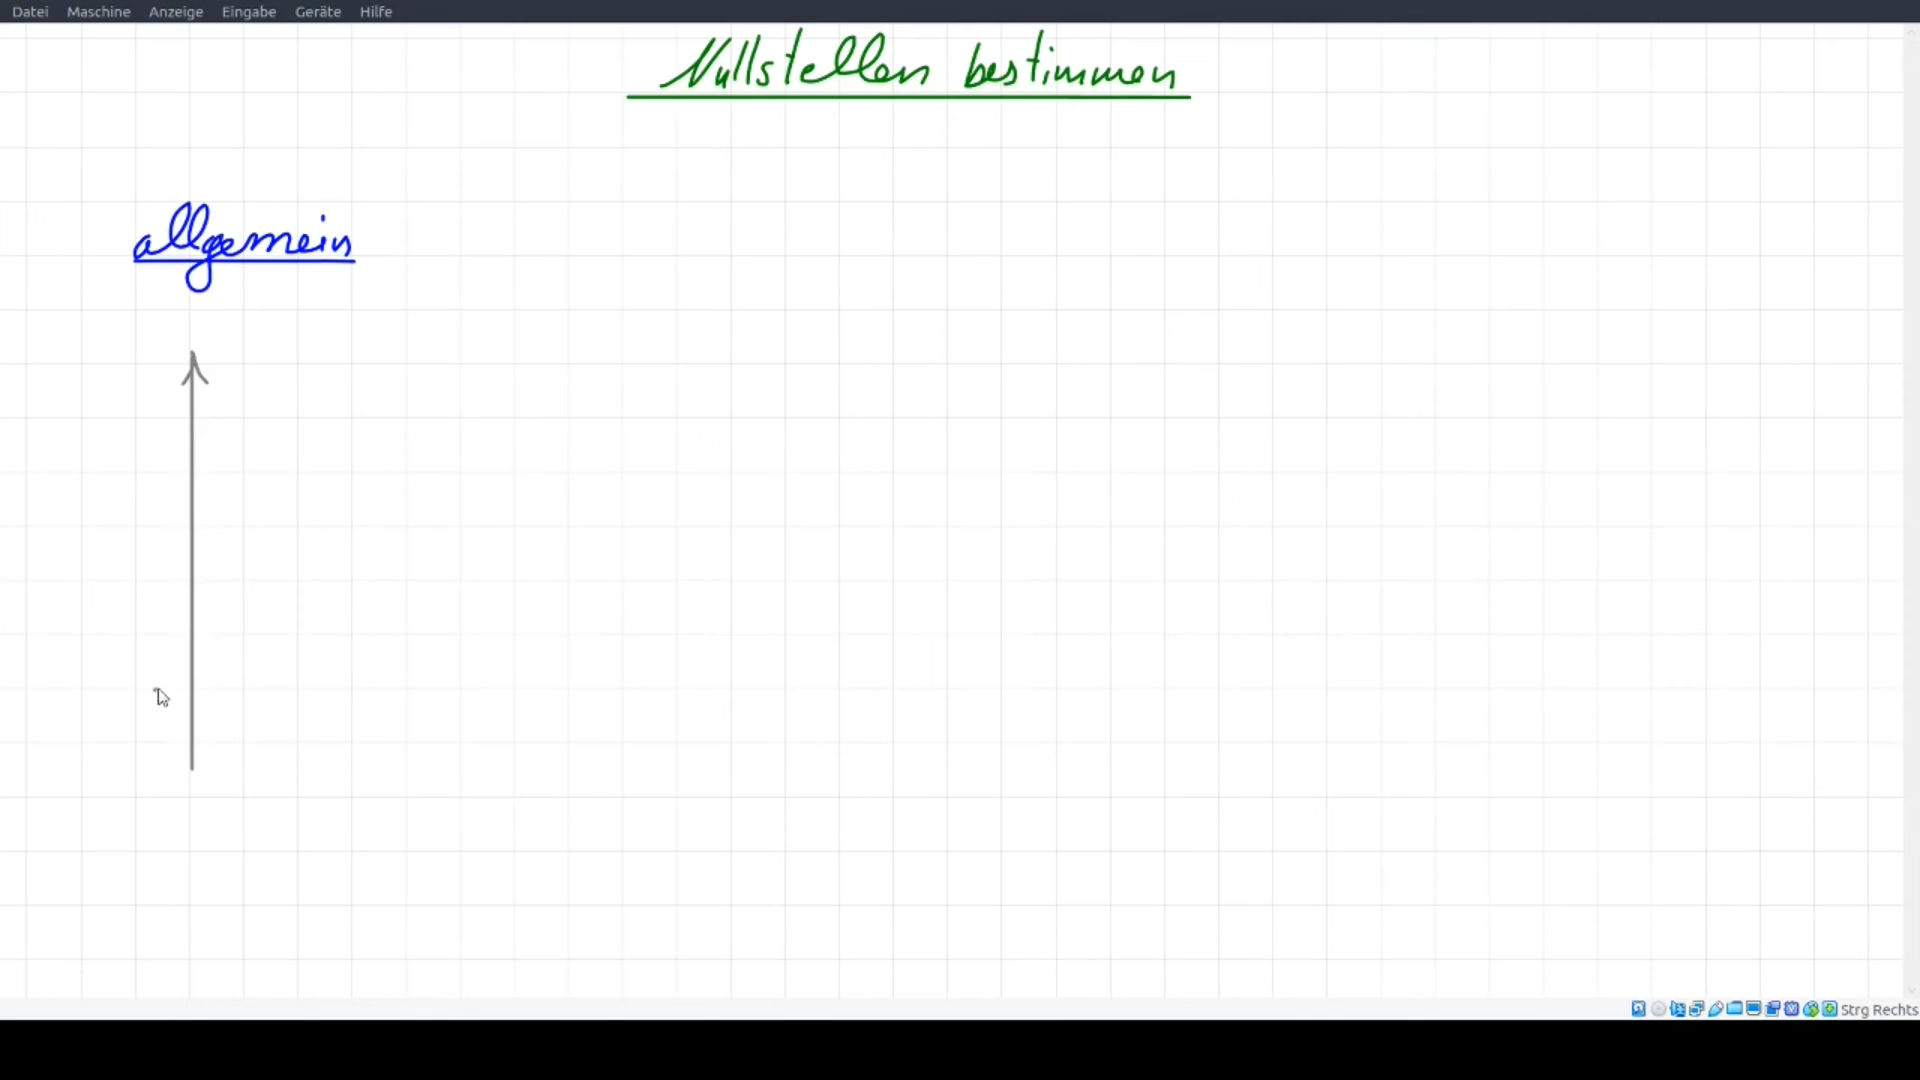 Datei Maschine Anzeige Eingabe Geräte Hilfe
Nullstellen bestimmen
allgemein
Strg Rechts